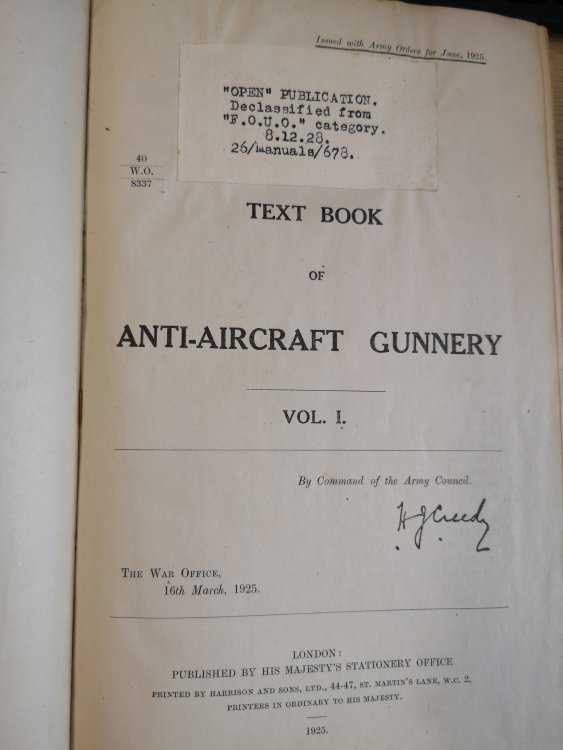 Issued with Army Orders for June, 1925.
"OPEN" PUBLICATION.
Declassified from
"F.O.U.O." category.
8.12.28.
26/Manuals/678.
40
W.O.
8337
TEXT BOOK
OF
ANTI-AIRCRAFT GUNNERY
VOL. I.
By Command of the Army Council.
H J Creedy
THE WAR OFFICE,
16th March, 1925.
LONDON:
PUBLISHED BY HIS MAJESTY'S STATIONERY OFFICE
PRINTED BY HARRISON AND SONS, LTD., 44-47, ST. MARTIN'S LANE, W.C. 2,
PRINTERS IN ORDINARY TO HIS MAJESTY.
1925.